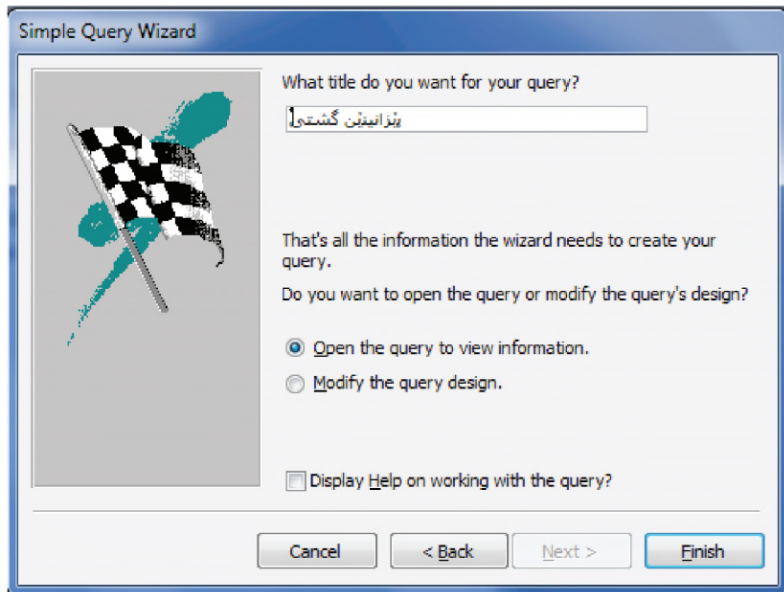 Simple Query Wizard
What title do you want for your query?
پێزانینێن گشتی
That's all the information the wizard needs to create your
query.
Do you want to open the query or modify the query's design?
Open the query to view information.
Modify the query design.
Display Help on working with the query?
Cancel
< Back
Next >
Finish